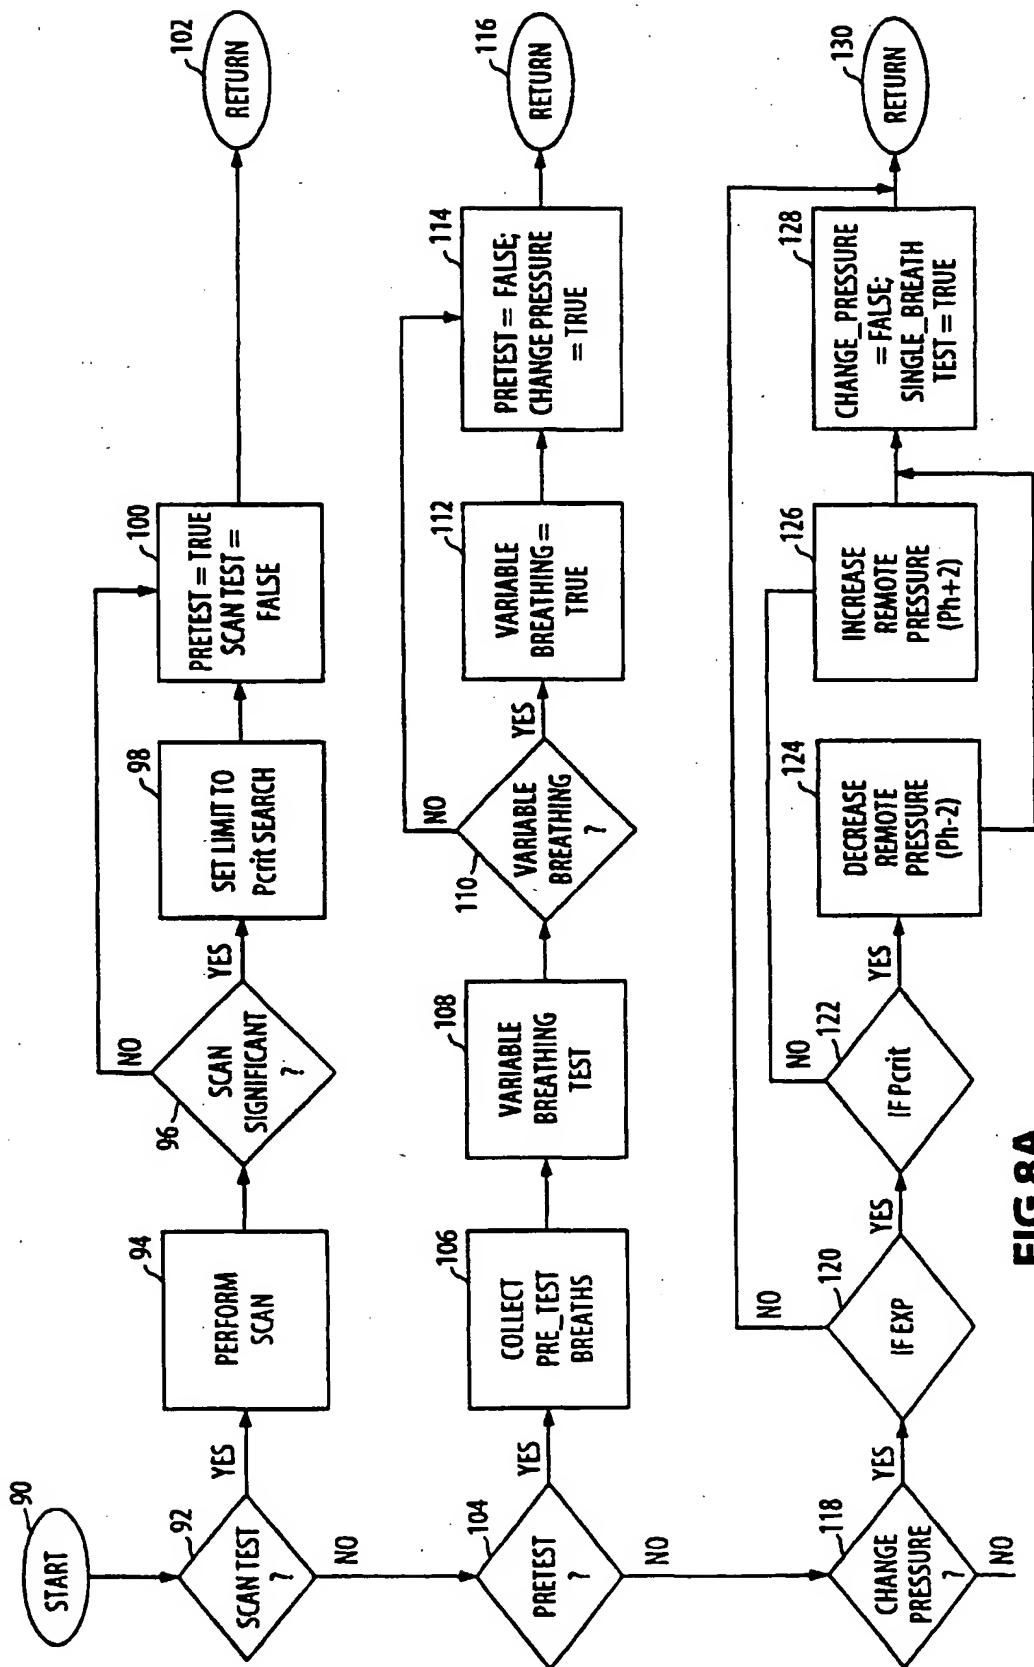 90
START
92
SCAN TEST
?
YES
NO
94
PERFORM
SCAN
96
SCAN
SIGNIFICANT
?
NO
YES
98
SET LIMIT TO
Pcrit SEARCH
100
PRETEST = TRUE
SCAN TEST =
FALSE
102
RETURN
104
PRETEST
?
YES
NO
106
COLLECT
PRE_TEST
BREATHS
108
VARIABLE
BREATHING
TEST
110
VARIABLE
BREATHING
?
NO
YES
112
VARIABLE
BREATHING =
TRUE
114
PRETEST = FALSE;
CHANGE PRESSURE
= TRUE
116
RETURN
118
CHANGE
PRESSURE
?
YES
NO
120
IF EXP
NO
YES
122
IF Pcrit
NO
YES
124
DECREASE
REMOTE
PRESSURE
(Ph-2)
126
INCREASE
REMOTE
PRESSURE
(Ph+2)
128
CHANGE_PRESSURE
= FALSE;
SINGLE_BREATH
TEST = TRUE
130
RETURN
FIG.8A